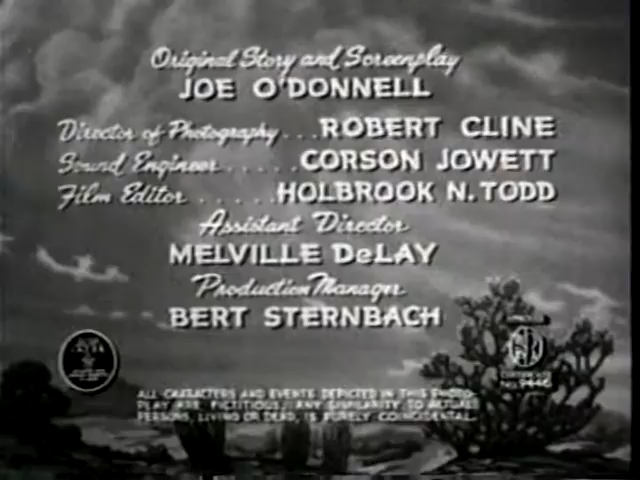 Original Story and Screenplay
JOE O'DONNELL
Director of Photography...ROBERT CLINE
Sound Engineer.....CORSON JOWETT
Film Editor.....HOLBROOK N. TODD
Assistant Director
MELVILLE DeLAY
Production Manager
BERT STERNBACH
ALL CHARACTERS AND EVENTS DEPICTED IN THIS PHOTO-
PLAY ARE FICTITIOUS. ANY SIMILARITY TO ACTUAL
PERSONS, LIVING OR DEAD, IS PURELY COINCIDENTAL.